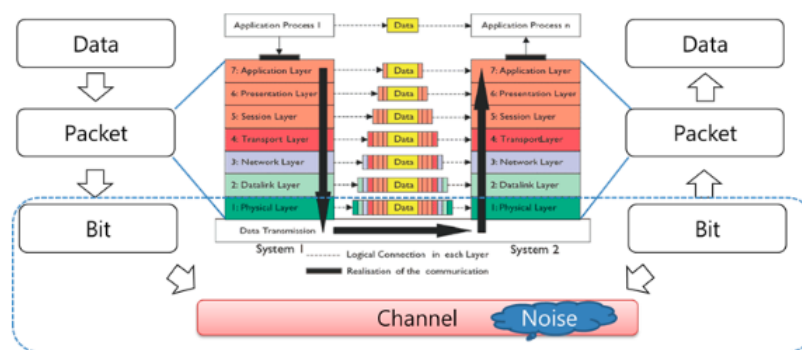 Data
Packet
Bit
Application Process 1
Data
Application Process n
7: Application Layer
Data
7: Application Layer
6: Presentation Layer
Data
6: Presentation Layer
5: Session Layer
Data
5: Session Layer
4: Transport Layer
Data
4: TransportLayer
3: Network Layer
Data
3: Network Layer
2: Datalink Layer
Data
2: Datalink Layer
1: Physical Layer
Data
1: Physical Layer
Data Transmission
System 1
System 2
Logical Connection in each Layer
Realisation of the communication
Data
Packet
Bit
Channel
Noise